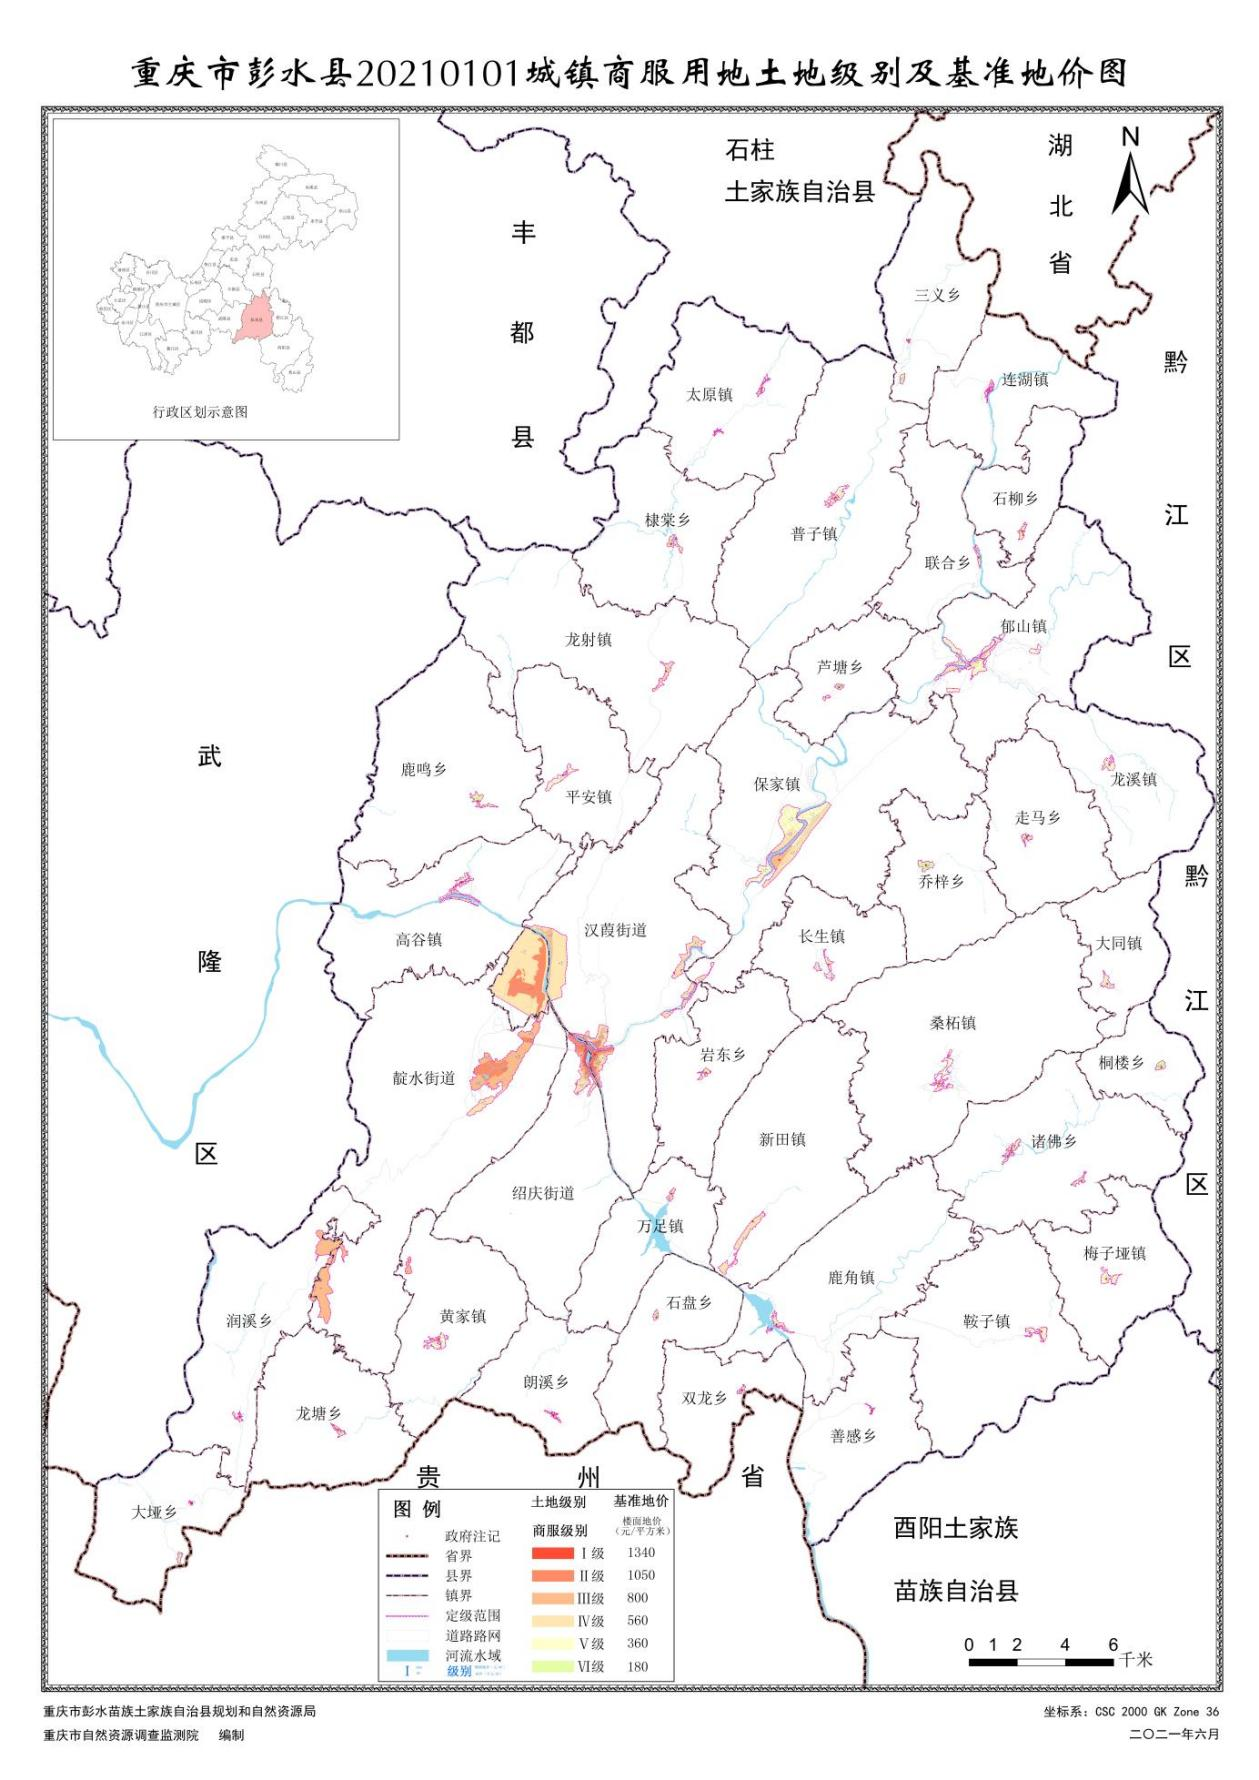 重庆市彭水县20210101城镇商服用地土地级别及基准地价图
行政区划示意图
石柱
土家族自治县
湖
北
省
N
丰
都
县
三义乡
黔
太原镇
连湖镇
石柳乡
江
棣棠乡
普子镇
联合乡
龙射镇
郁山镇
区
芦塘乡
武
鹿鸣乡
平安镇
保家镇
龙溪镇
走马乡
乔梓乡
黔
汉葭街道
高谷镇
长生镇
大同镇
隆
江
桑柘镇
岩东乡
桐楼乡
靛水街道
新田镇
诸佛乡
区
绍庆街道
区
万足镇
梅子垭镇
鹿角镇
石盘乡
润溪乡
黄家镇
鞍子镇
朗溪乡
双龙乡
龙塘乡
善感乡
贵
州
省
大垭乡
酉阳土家族
苗族自治县
图 例
土地级别
基准地价
商服级别
楼面地价
(元/平方米)
政府注记
省界
县界
镇界
定级范围
道路路网
河流水域
I 级别
Ⅰ级 1340
Ⅱ级 1050
Ⅲ级 800
Ⅳ级 560
Ⅴ级 360
Ⅵ级 180
0 1 2 4 6
千米
重庆市彭水苗族土家族自治县规划和自然资源局
重庆市自然资源调查监测院 编制
坐标系: CSC 2000 GK Zone 36
二〇二一年六月